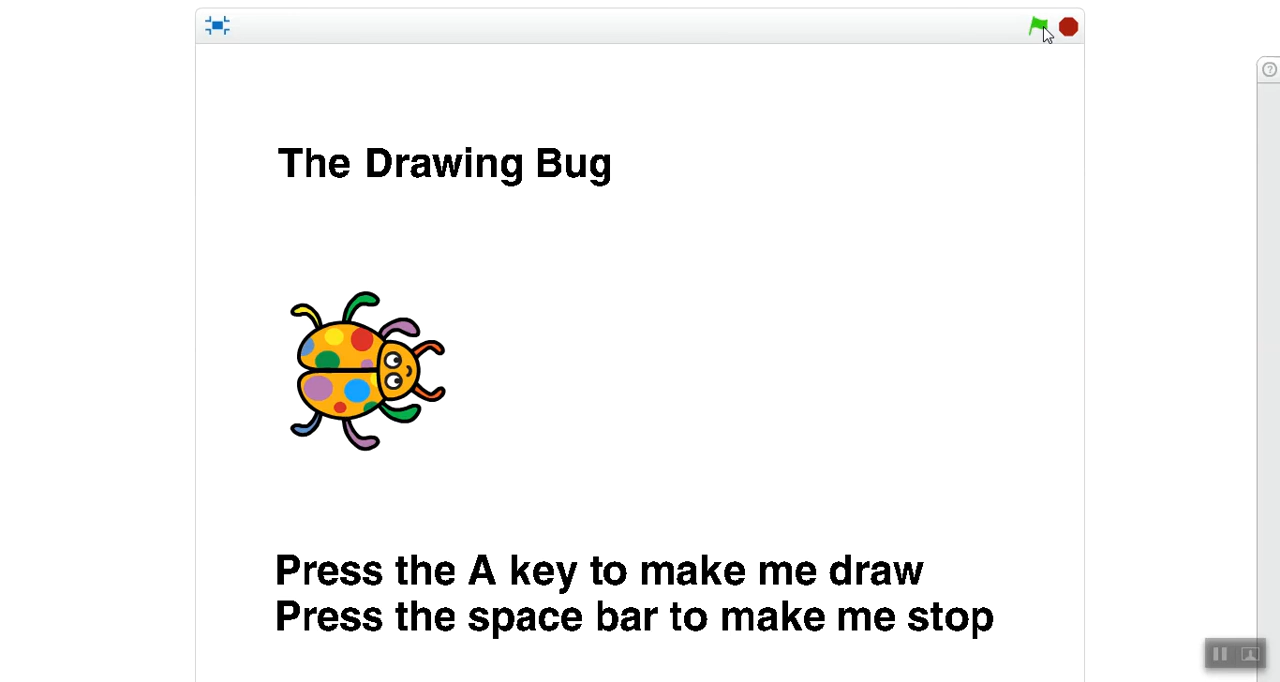 The Drawing Bug
Press the A key to make me draw
Press the space bar to make me stop